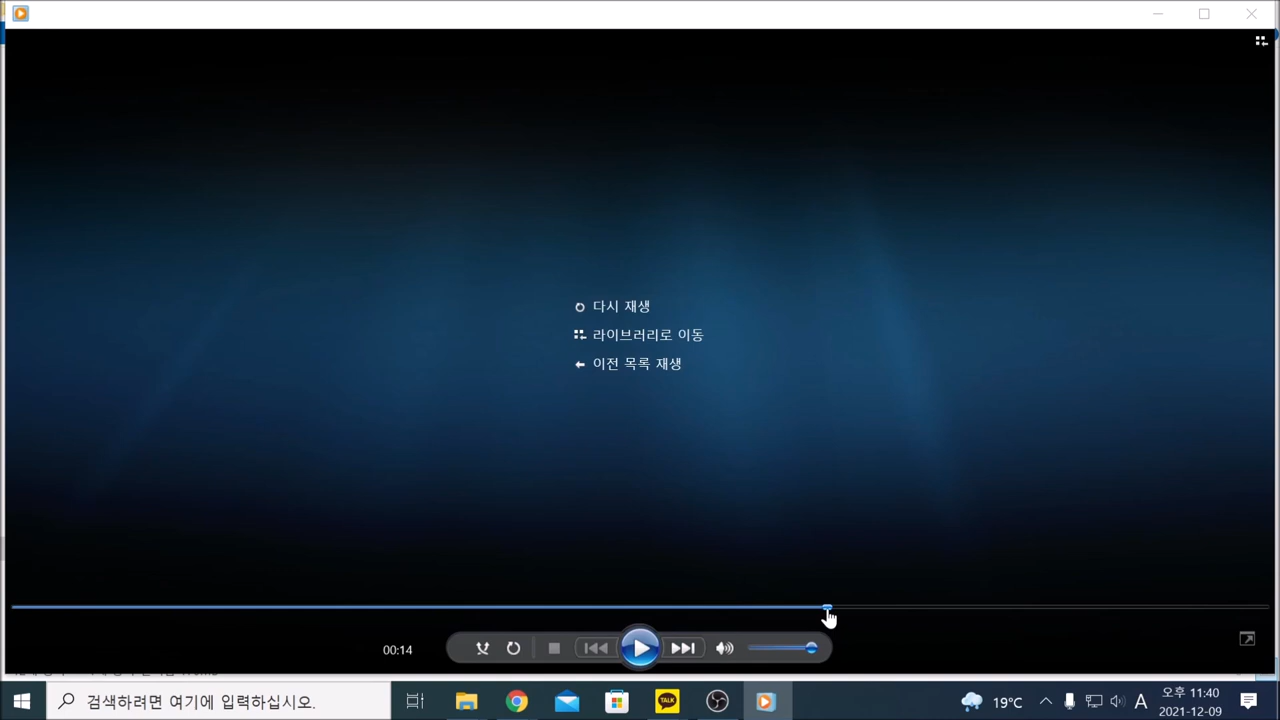 다시 재생
라이브러리로 이동
이전 목록 재생
00:14
검색하려면 여기에 입력하십시오.
TALK
19°C
A
오후 11:40
2021-12-09